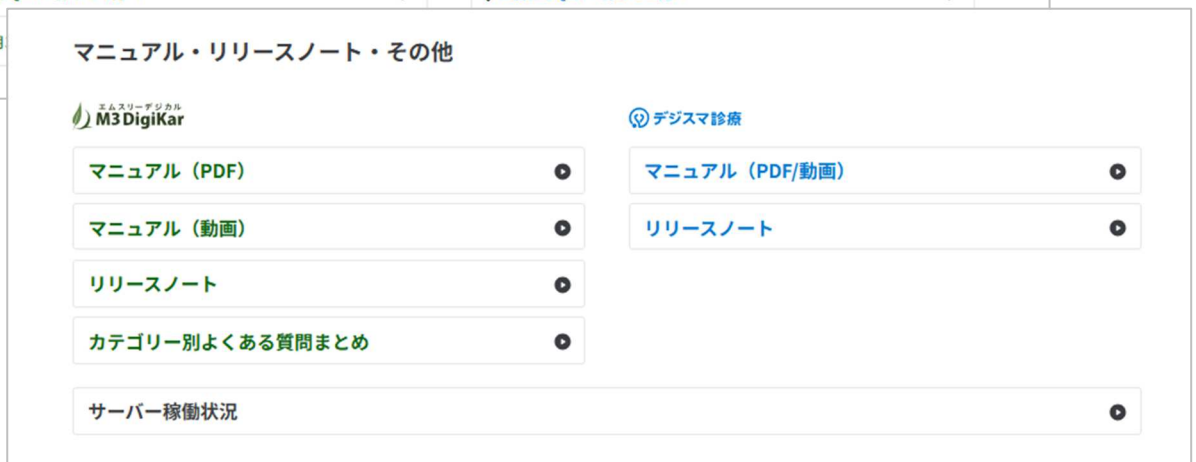 マニュアル・リリースノート・その他
エムスリーデジカル
M3 DigiKar
マニュアル（PDF）
マニュアル（動画）
リリースノート
カテゴリー別よくある質問まとめ
デジスマ診療
マニュアル（PDF/動画）
リリースノート
サーバー稼働状況